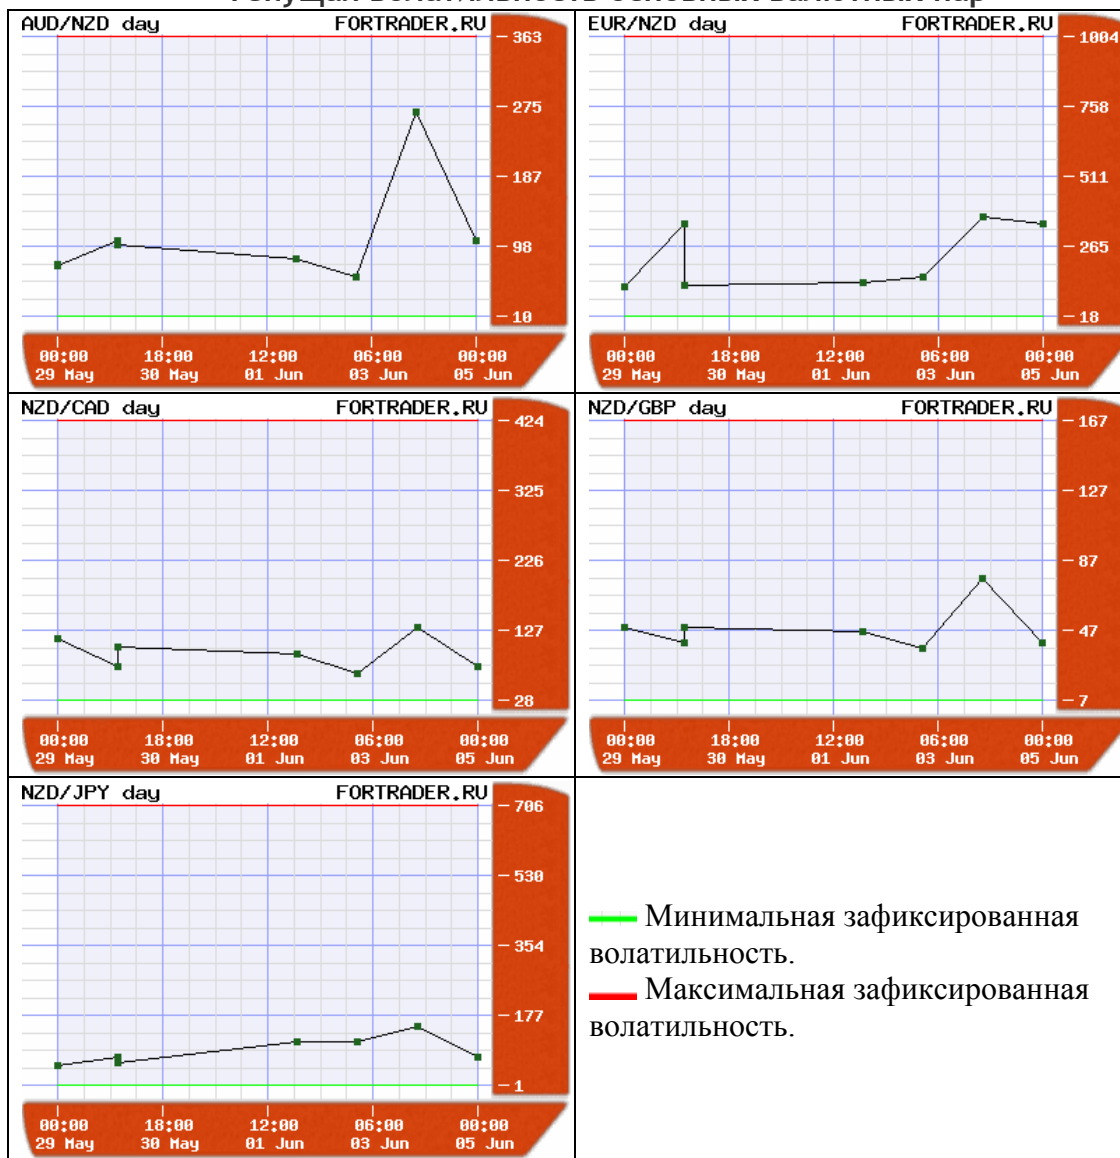 AUD/NZD day FORTRADER.RU
363
275
187
98
10
00:00 18:00 12:00 06:00 00:00
29 May 30 May 01 Jun 03 Jun 05 Jun
EUR/NZD day FORTRADER.RU
1004
758
511
265
18
00:00 18:00 12:00 06:00 00:00
29 May 30 May 01 Jun 03 Jun 05 Jun
NZD/CAD day FORTRADER.RU
424
325
226
127
28
00:00 18:00 12:00 06:00 00:00
29 May 30 May 01 Jun 03 Jun 05 Jun
NZD/GBP day FORTRADER.RU
167
127
87
47
7
00:00 18:00 12:00 06:00 00:00
29 May 30 May 01 Jun 03 Jun 05 Jun
NZD/JPY day FORTRADER.RU
706
530
354
177
1
00:00 18:00 12:00 06:00 00:00
29 May 30 May 01 Jun 03 Jun 05 Jun
Минимальная зафиксированная
волатильность.
Максимальная зафиксированная
волатильность.